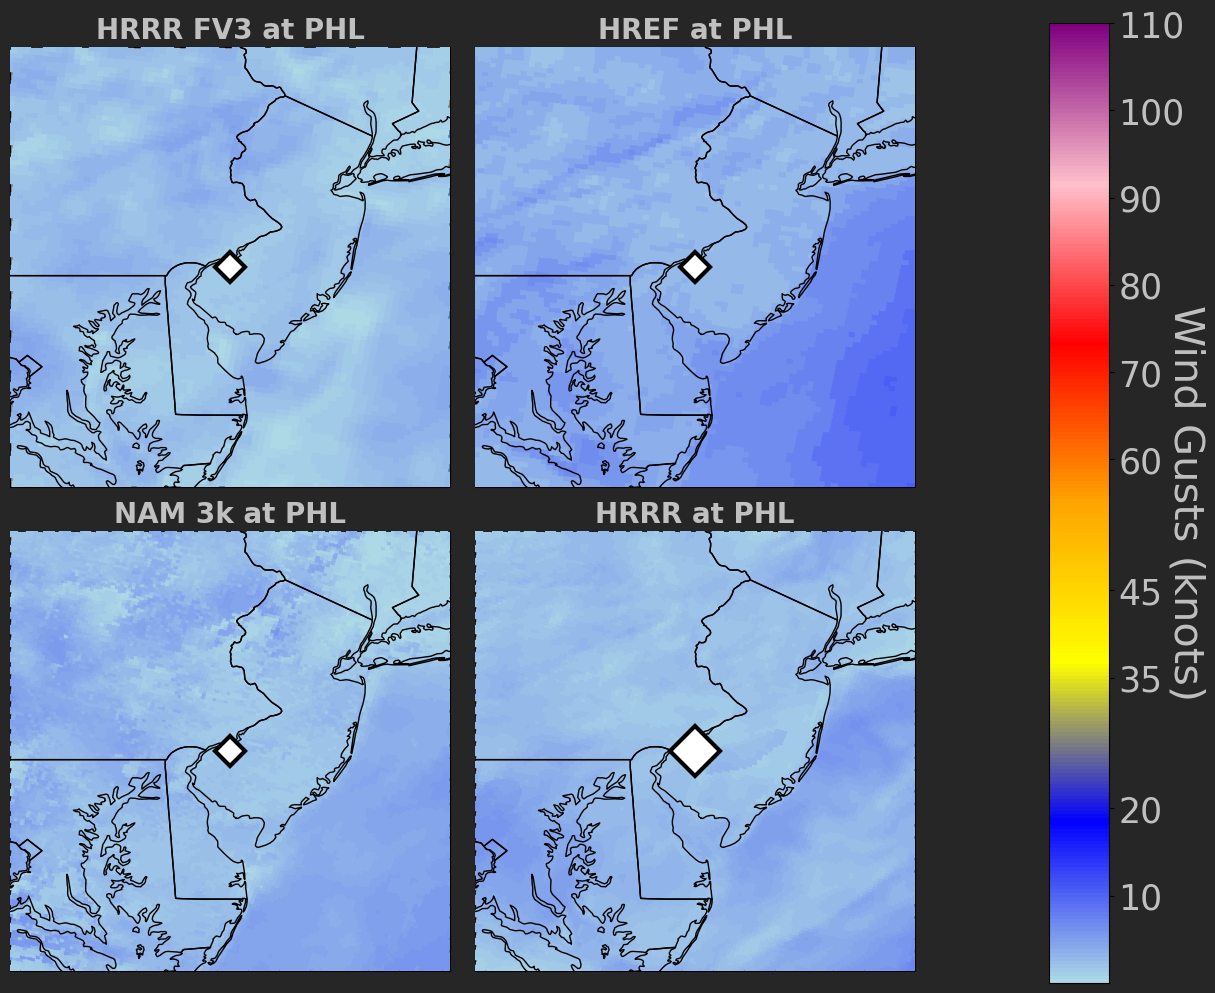 HRRR FV3 at PHL
HREF at PHL
NAM 3k at PHL
HRRR at PHL
110
100
90
80
70
60
45
35
20
10
Wind Gusts (knots)